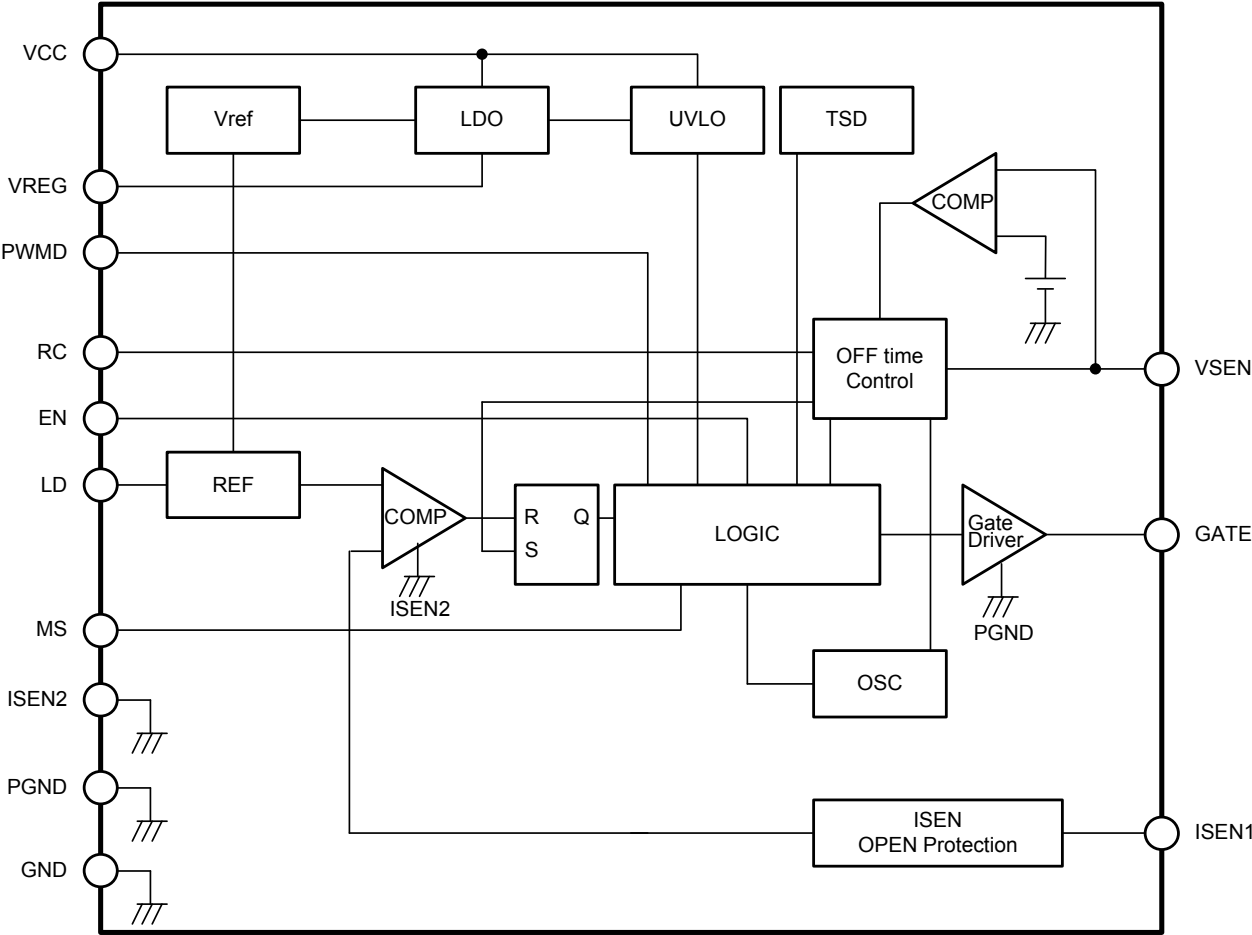 VCC
Vref
LDO
UVLO
TSD
VREG
COMP
PWMD
RC
OFF time
Control
VSEN
EN
LD
REF
COMP
R
Q
S
LOGIC
Gate
Driver
GATE
ISEN2
PGND
MS
OSC
ISEN2
PGND
ISEN
OPEN Protection
ISEN1
GND